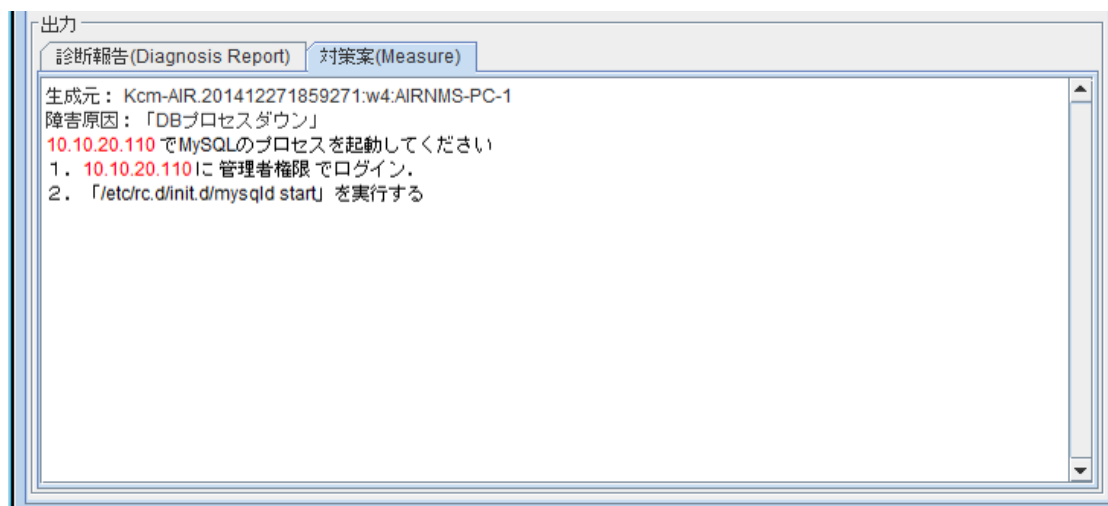 出力
診断報告(Diagnosis Report) 対策案(Measure)
生成元： Kcm-AIR.201412271859271:w4:AIRNMS-PC-1
障害原因：「DBプロセスダウン」
10.10.20.110 でMySQLのプロセスを起動してください
１．10.10.20.110に 管理者権限 でログイン．
２．「/etc/rc.d/init.d/mysqld start」を実行する